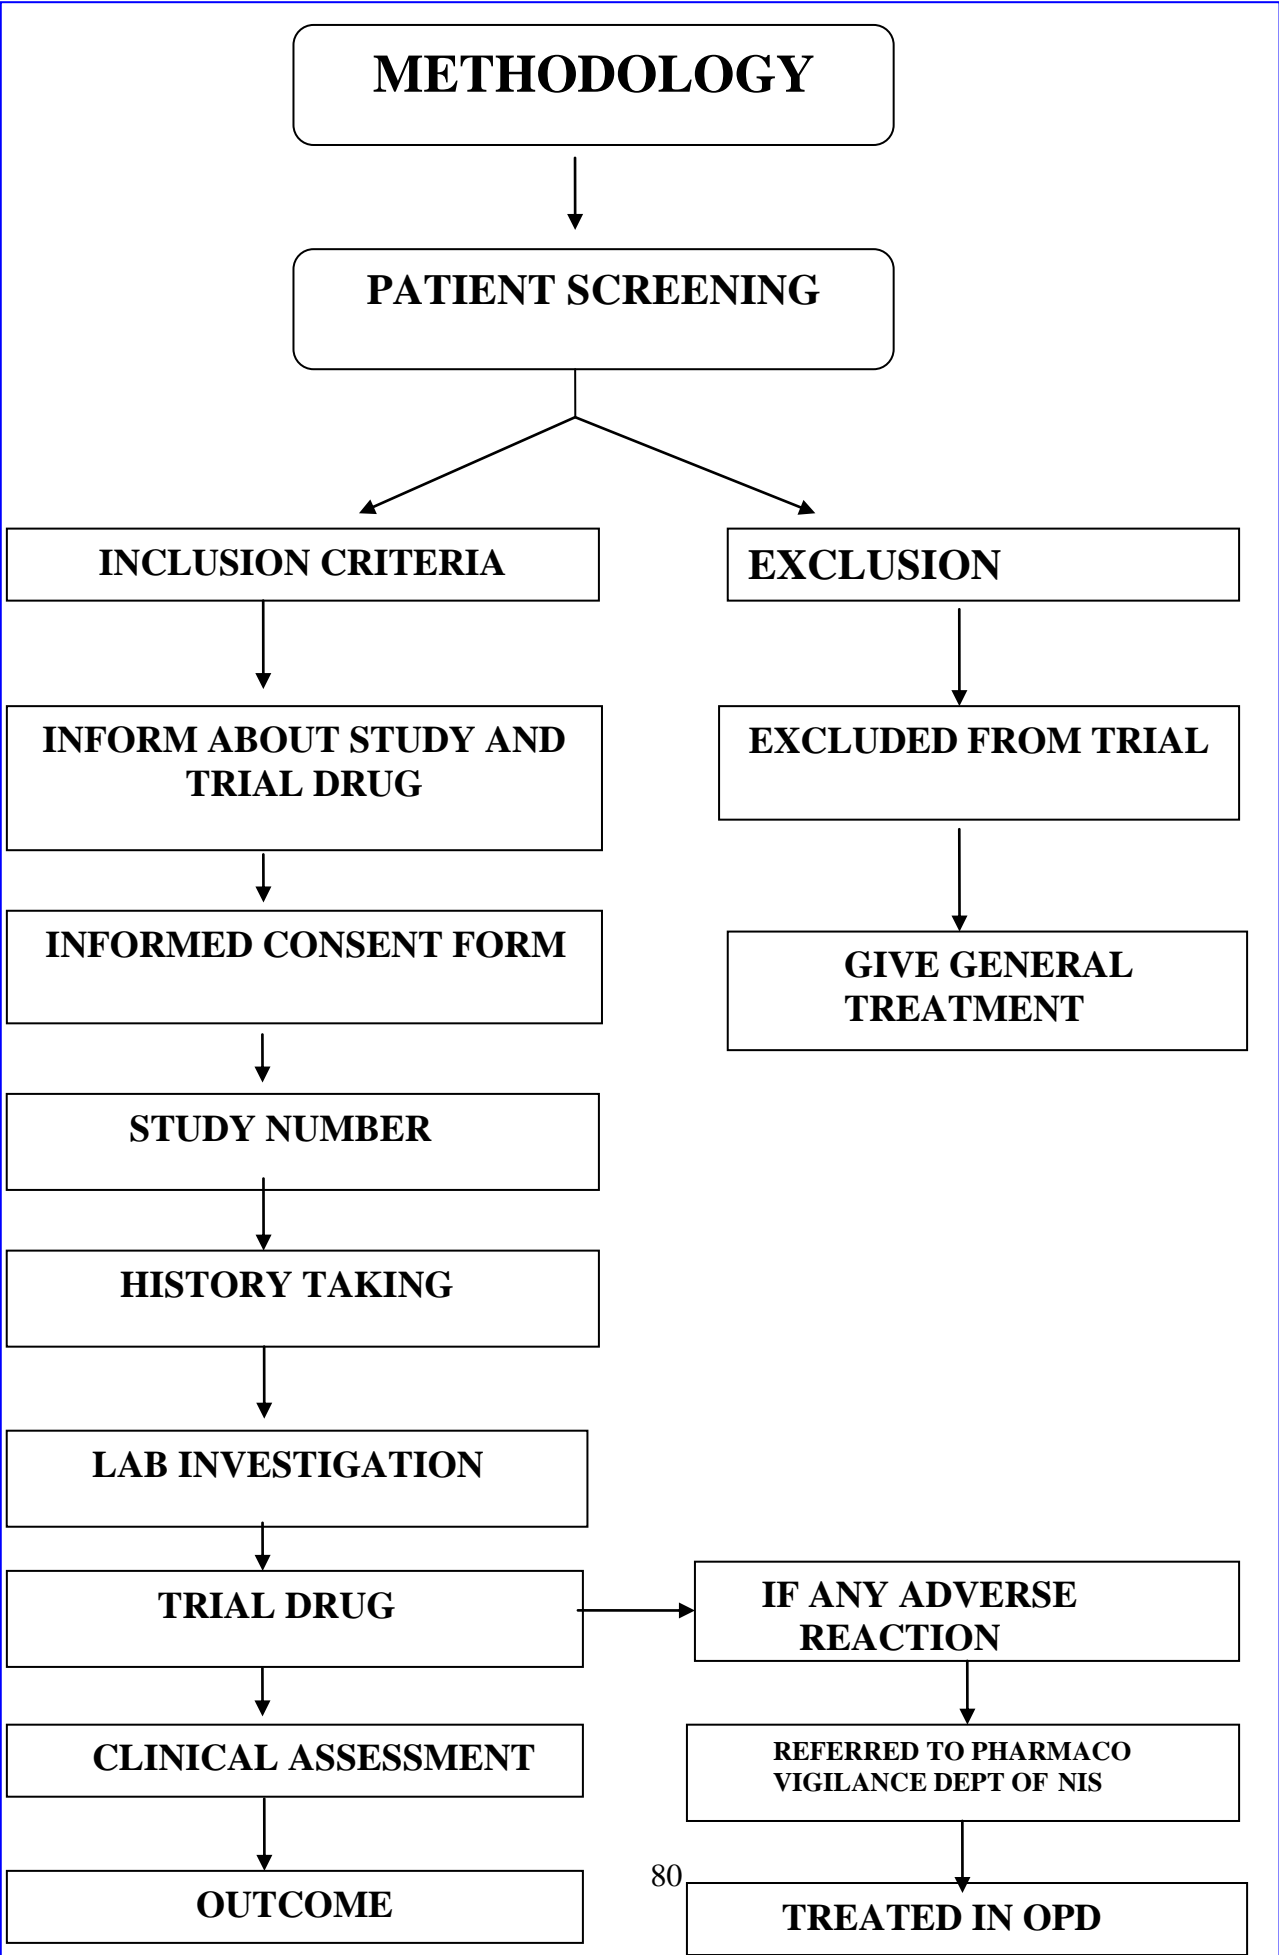 METHODOLOGY
PATIENT SCREENING
INCLUSION CRITERIA
EXCLUSION
INFORM ABOUT STUDY AND
TRIAL DRUG
EXCLUDED FROM TRIAL
INFORMED CONSENT FORM
GIVE GENERAL
TREATMENT
STUDY NUMBER
HISTORY TAKING
LAB INVESTIGATION
TRIAL DRUG
IF ANY ADVERSE
REACTION
CLINICAL ASSESSMENT
REFERRED TO PHARMACO
VIGILANCE DEPT OF NIS
OUTCOME
80
TREATED IN OPD